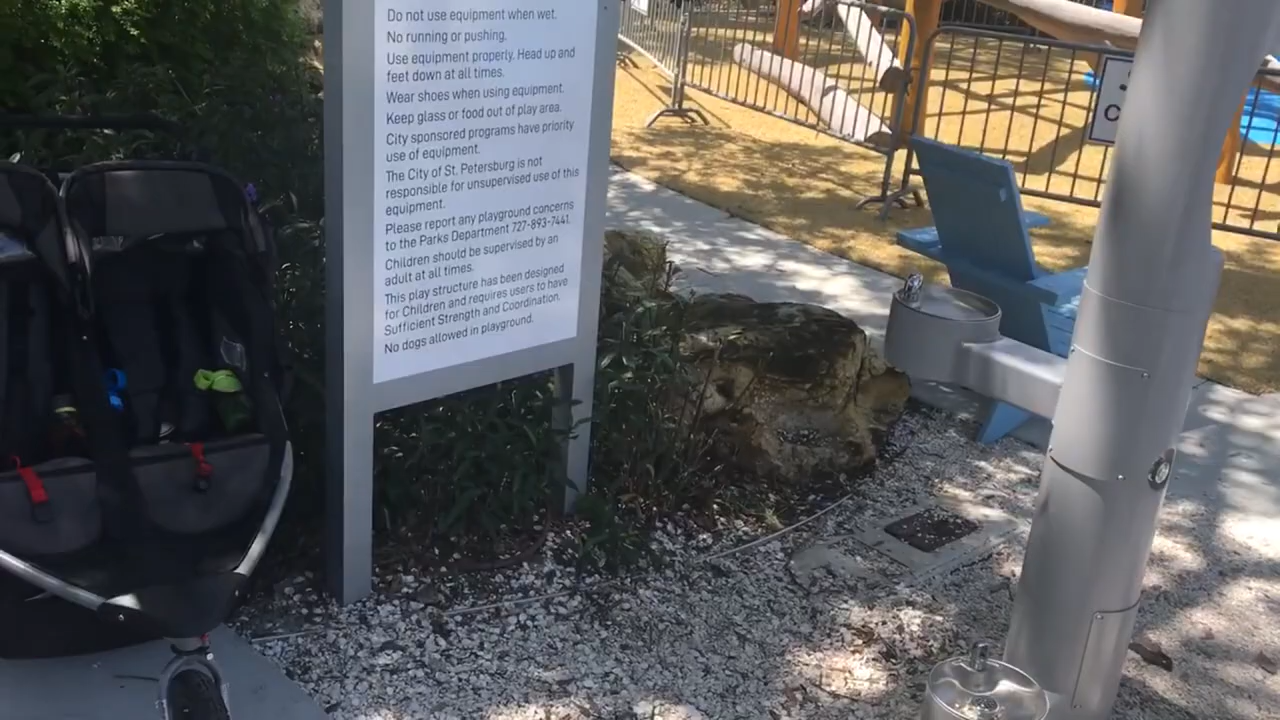 Do not use equipment when wet.
No running or pushing.
Use equipment properly. Head up and
feet down at all times.
Wear shoes when using equipment.
Keep glass or food out of play area.
City sponsored programs have priority
use of equipment.
The City of St. Petersburg is not
responsible for unsupervised use of this
equipment.
Please report any playground concerns
to the Parks Department 727-893-7441.
Children should be supervised by an
adult at all times.
This play structure has been designed
for Children and requires users to have
Sufficient Strength and Coordination.
No dogs allowed in playground.